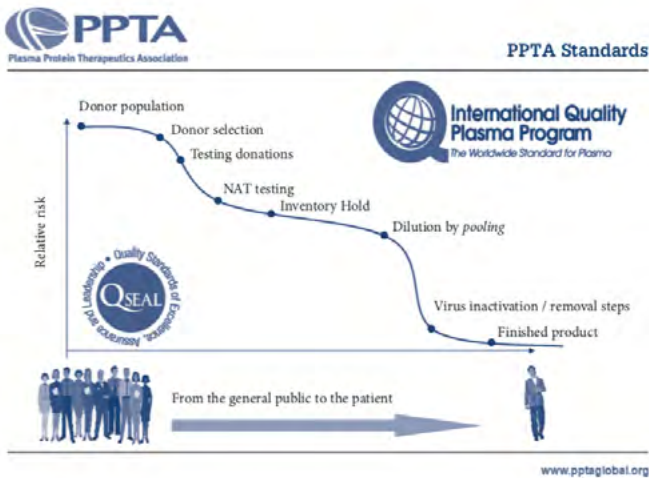 PPTA
Plasma Protein Therapeutics Association
PPTA Standards
International Quality
Plasma Program
The Worldwide Standard for Plasma
Donor population
Donor selection
Testing donations
NAT testing
Inventory Hold
Dilution by pooling
Virus inactivation / removal steps
Finished product
Relative risk
QSEAL
Quality Standards of Excellence, Assurance and Leadership •
From the general public to the patient
www.pptaglobal.org